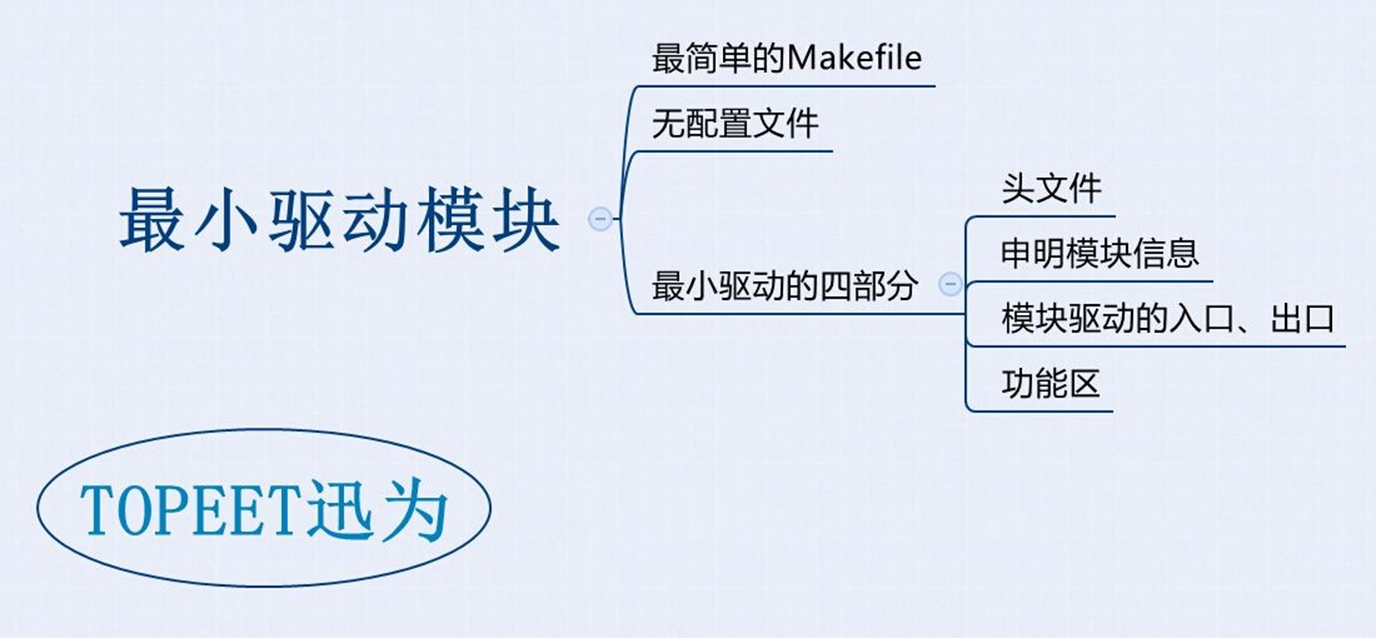 最小驱动模块
最简单的Makefile
无配置文件
最小驱动的四部分
头文件
申明模块信息
模块驱动的入口、出口
功能区
TOPEET迅为